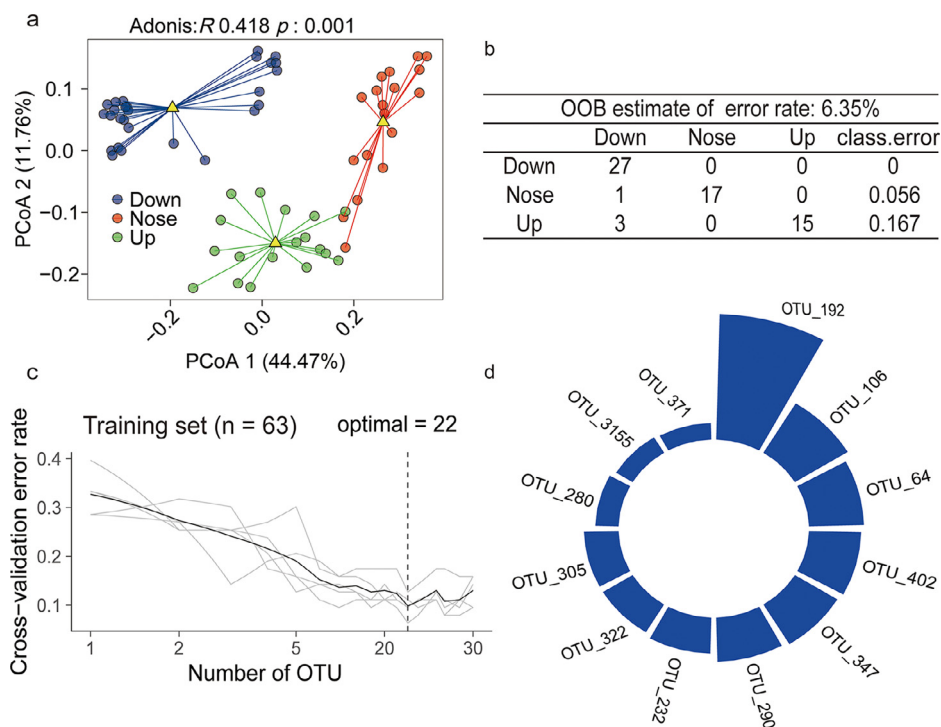 a
Adonis: R 0.418 p : 0.001
PCoA 2 (11.76%)
0.1
0.0
−0.1
−0.2
Down
Nose
Up
−0.2
0.0
0.2
PCoA 1 (44.47%)
b
OOB estimate of error rate: 6.35%
Down Nose Up class.error
Down 27 0 0 0
Nose 1 17 0 0.056
Up 3 0 15 0.167
c
Training set (n = 63) optimal = 22
Cross-validation error rate
0.4
0.3
0.2
0.1
1 2 5 20 30
Number of OTU
d
OTU_192
OTU_106
OTU_64
OTU_402
OTU_347
OTU_290
OTU_232
OTU_322
OTU_305
OTU_280
OTU_3155
OTU_371